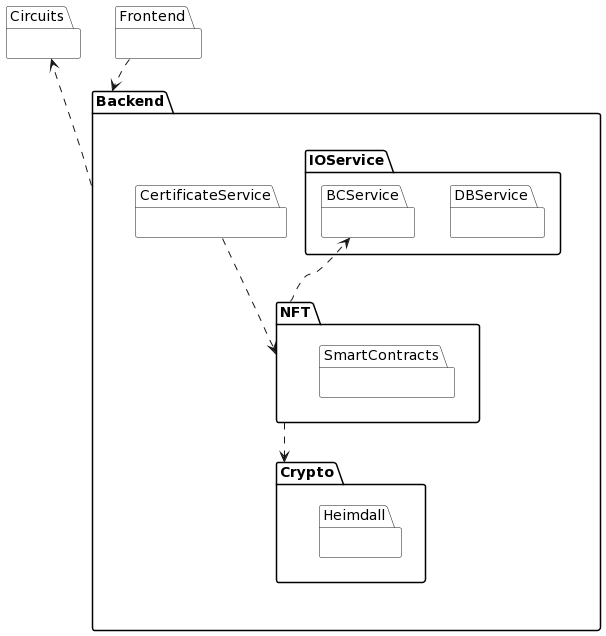 Circuits
Frontend
Backend
IOService
CertificateService
BCService
DBService
NFT
SmartContracts
Crypto
Heimdall